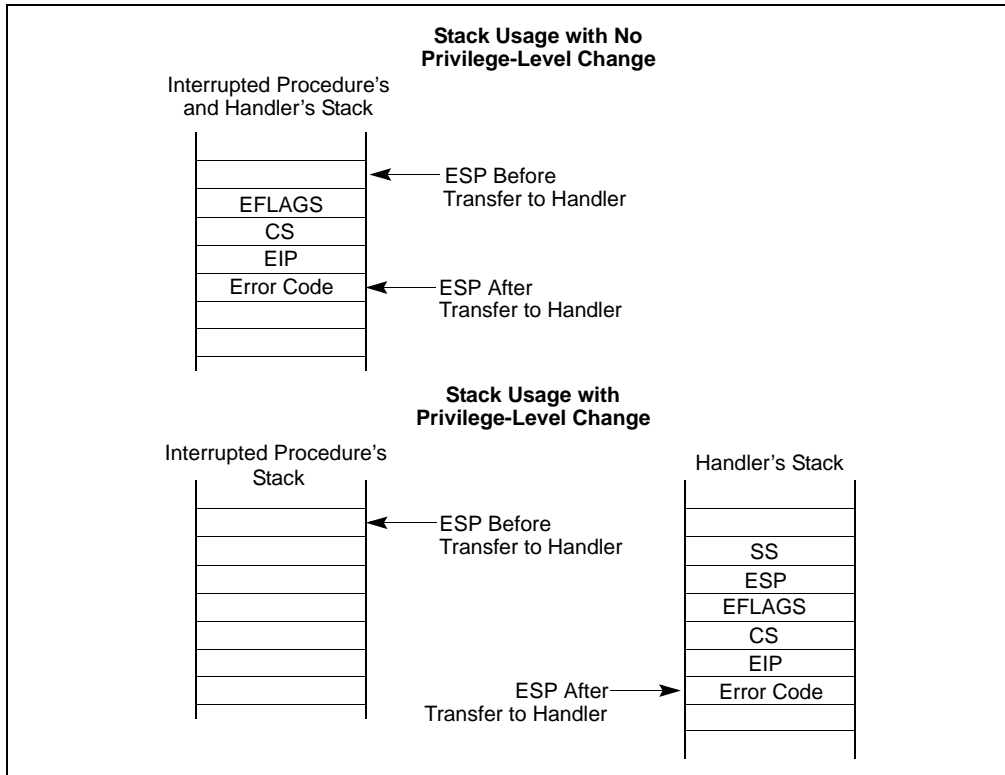 Stack Usage with No
Privilege-Level Change
Interrupted Procedure’s
and Handler’s Stack
ESP Before
Transfer to Handler
EFLAGS
CS
EIP
Error Code
ESP After
Transfer to Handler
Stack Usage with
Privilege-Level Change
Interrupted Procedure’s
Stack
Handler’s Stack
ESP Before
Transfer to Handler
SS
ESP
EFLAGS
CS
EIP
ESP After
Transfer to Handler
Error Code